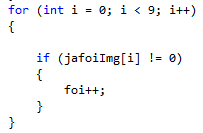 for (int i = 0; i < 9; i++)
{
if (jafoiImg[i] != 0)
{
foi++;
}
}